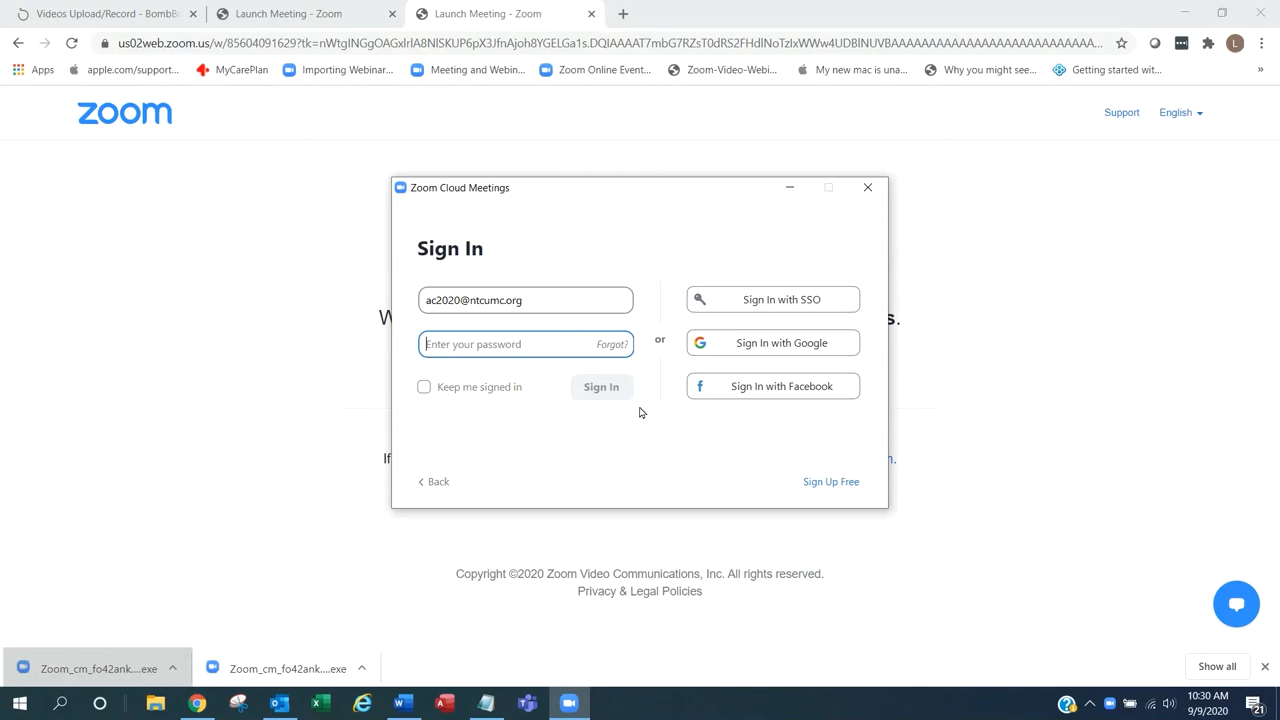 Videos Upload/Record - BombBo
Launch Meeting - Zoom
Launch Meeting - Zoom
us02web.zoom.us/w/85604091629?tk=
Apps
apple.com/support...
MyCarePlan
Importing Webinar...
Meeting and Webin...
Zoom Online Event...
Zoom-Video-Webi...
My new mac is una...
Why you might see...
Getting started wit...
»
L
zoom
Support
English
Zoom Cloud Meetings
Sign In
ac2020@ntcumc.org
Enter your password
Forgot?
Keep me signed in
Sign In
or
Sign In with SSO
Sign In with Google
Sign In with Facebook
Back
Sign Up Free
W
s.
If
n.
Copyright ©2020 Zoom Video Communications, Inc. All rights reserved.
Privacy & Legal Policies
Zoom_cm_fo42ank....exe
Zoom_cm_fo42ank....exe
Show all
10:30 AM
9/9/2020
21